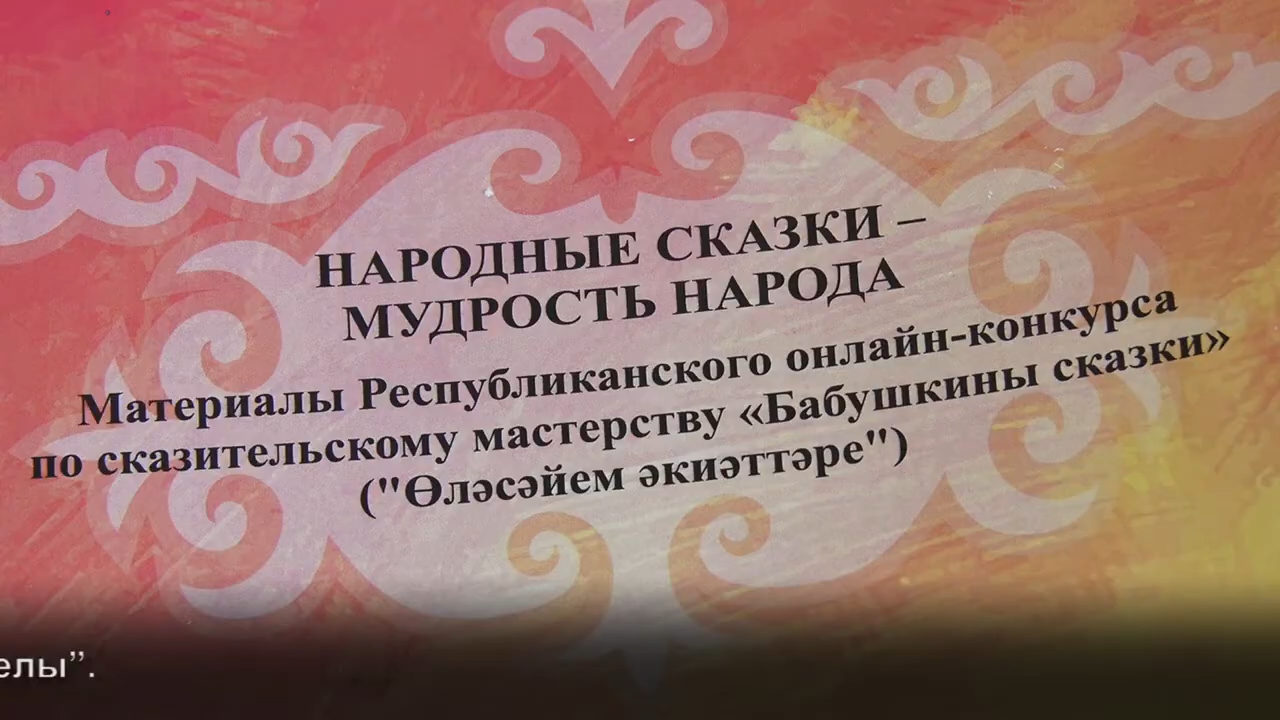 НАРОДНЫЕ СКАЗКИ –
МУДРОСТЬ НАРОДА
Материалы Республиканского онлайн-конкурса
по сказительскому мастерству «Бабушкины сказки»
("Өләсәйем әкиәттәре")
елы”.